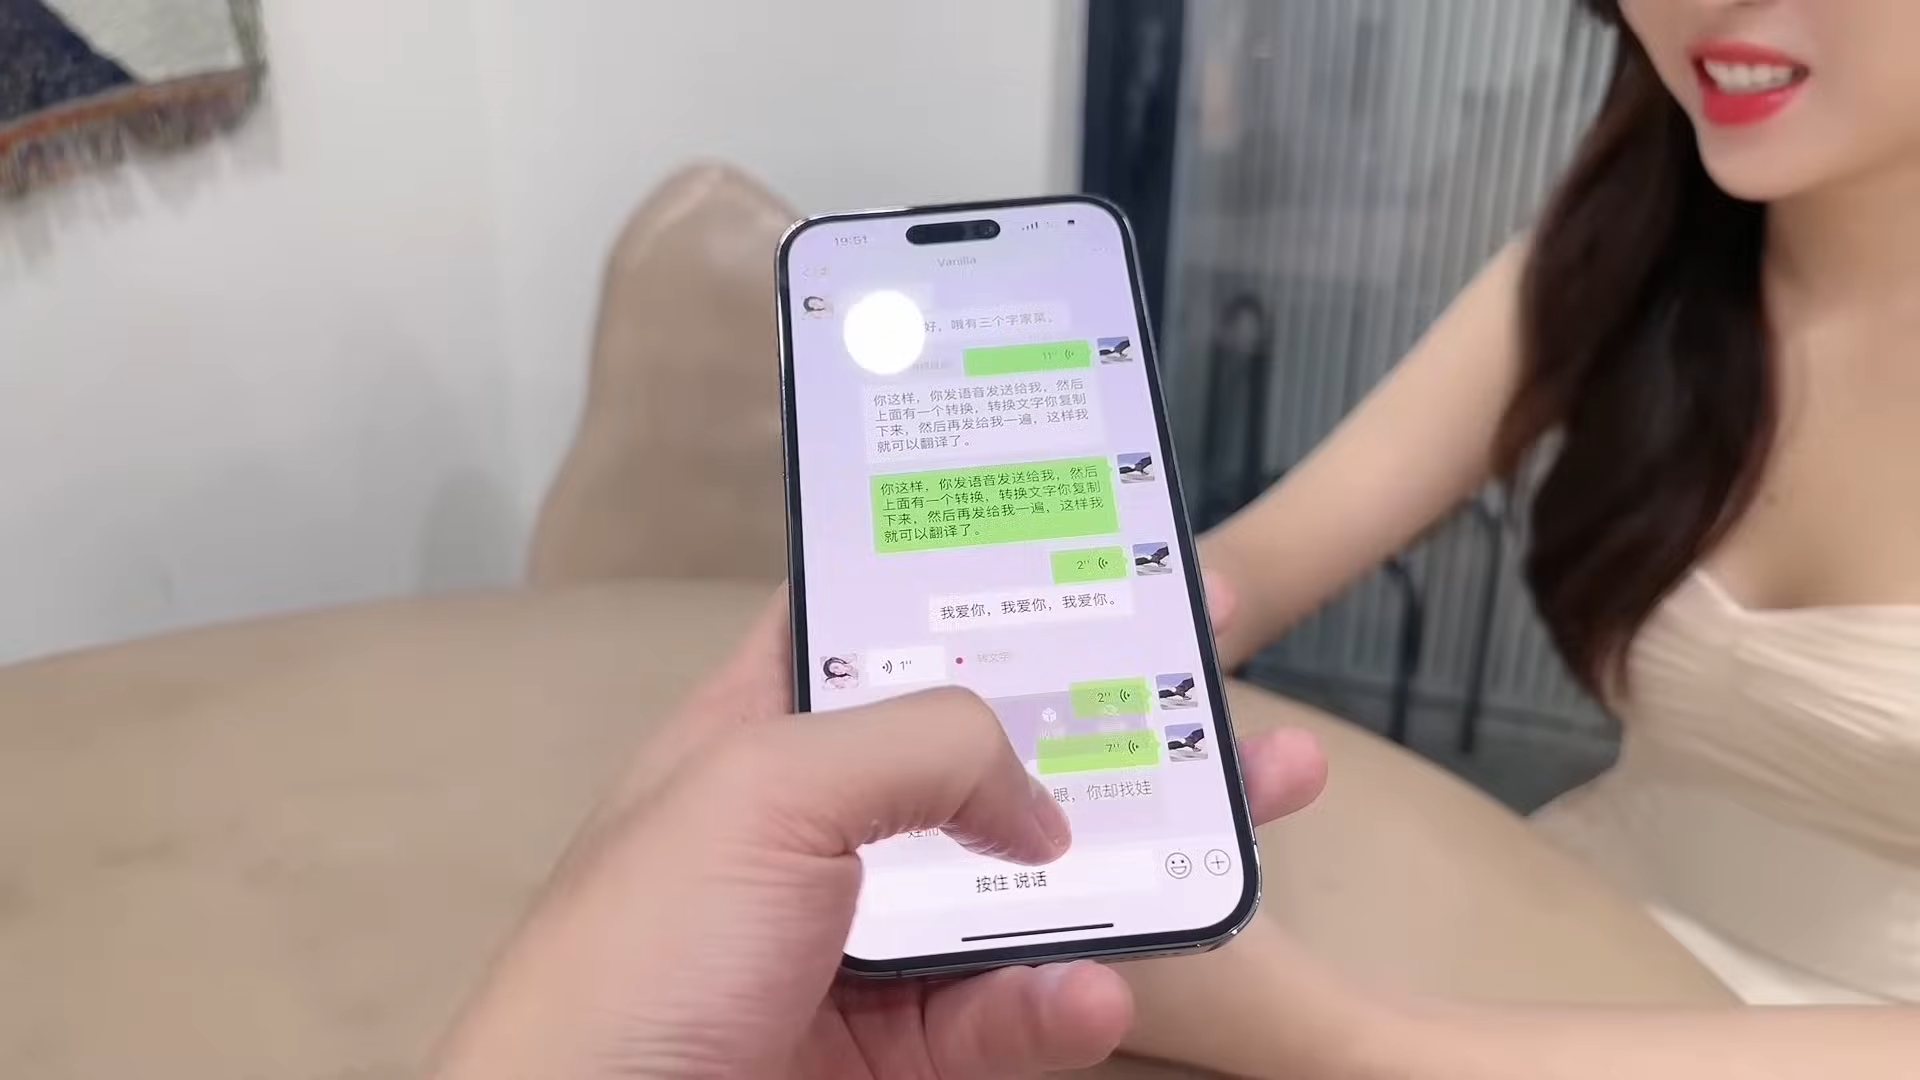 19:51
Vanilla
好，哦有三个字家菜，
11"
你这样，你发语音发送给我，然后
上面有一个转换，转换文字你复制
下来，然后再发给我一遍，这样我
就可以翻译了。
你这样，你发语音发送给我，然后
上面有一个转换，转换文字你复制
下来，然后再发给我一遍，这样我
就可以翻译了。
2"
我爱你，我爱你，我爱你。
1"
转文字
2"
7"
眼，你却找娃
按住 说话